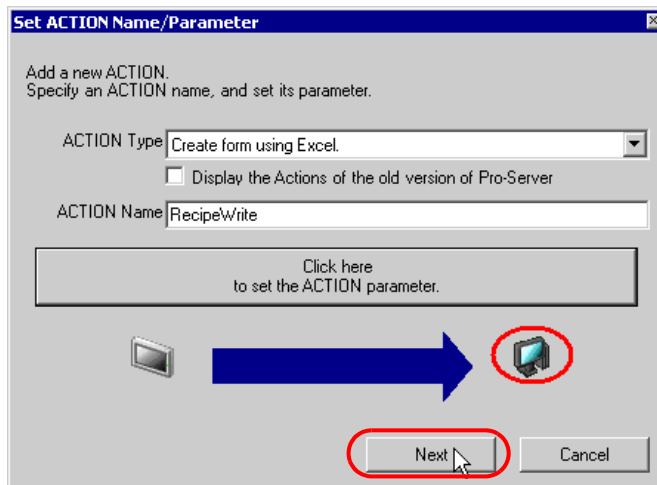 Set ACTION Name/Parameter
Add a new ACTION.
Specify an ACTION name, and set its parameter.
ACTION Type Create form using Excel.
Display the Actions of the old version of Pro-Server
ACTION Name RecipeWrite
Click here
to set the ACTION parameter.
Next Cancel